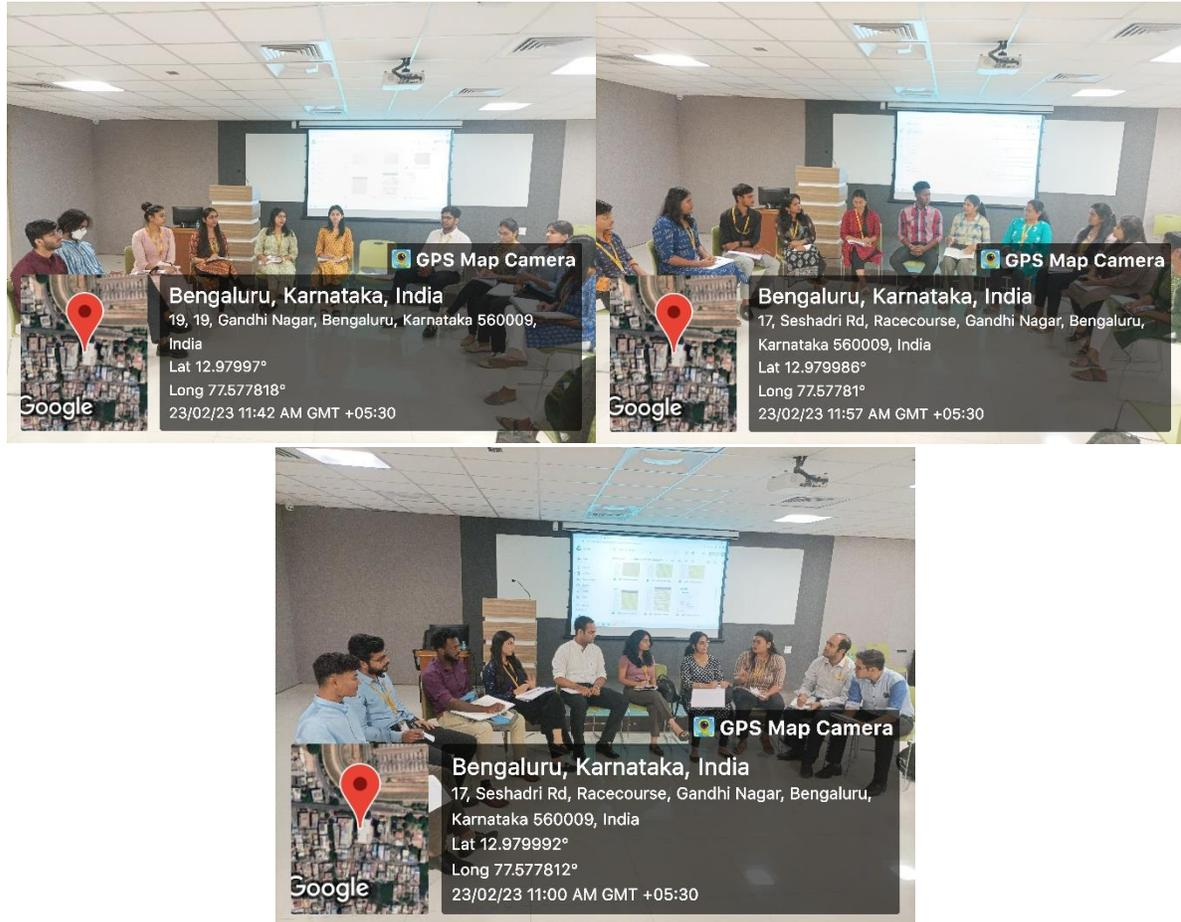 GPS Map Camera
Bengaluru, Karnataka, India
19, 19, Gandhi Nagar, Bengaluru, Karnataka 560009,
India
Lat 12.97997°
Long 77.577818°
23/02/23 11:42 AM GMT +05:30
Google
GPS Map Camera
Bengaluru, Karnataka, India
17, Seshadri Rd, Racecourse, Gandhi Nagar, Bengaluru,
Karnataka 560009, India
Lat 12.979986°
Long 77.57781°
23/02/23 11:57 AM GMT +05:30
Google
GPS Map Camera
Bengaluru, Karnataka, India
17, Seshadri Rd, Racecourse, Gandhi Nagar, Bengaluru,
Karnataka 560009, India
Lat 12.979992°
Long 77.577812°
23/02/23 11:00 AM GMT +05:30
Google